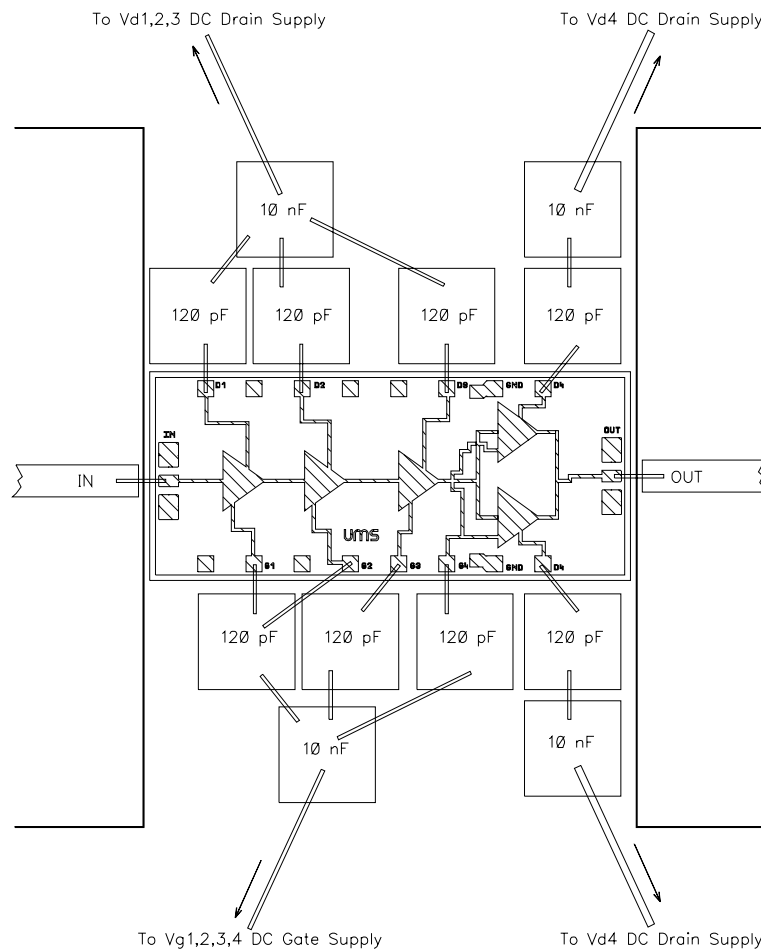 To Vd1,2,3 DC Drain Supply
To Vd4 DC Drain Supply
10 nF
10 nF
120 pF
120 pF
120 pF
120 pF
D1
D2
D3
GND
D4
IN
OUT
IN
OUT
ums
G1
G2
G3
G4
GND
D4
120 pF
120 pF
120 pF
120 pF
10 nF
10 nF
To Vg1,2,3,4 DC Gate Supply
To Vd4 DC Drain Supply